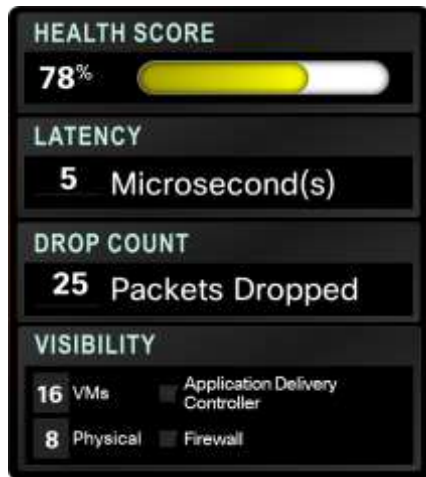 HEALTH SCORE
78%
LATENCY
5 Microsecond(s)
DROP COUNT
25 Packets Dropped
VISIBILITY
16 VMs
Application Delivery
Controller
8 Physical
Firewall